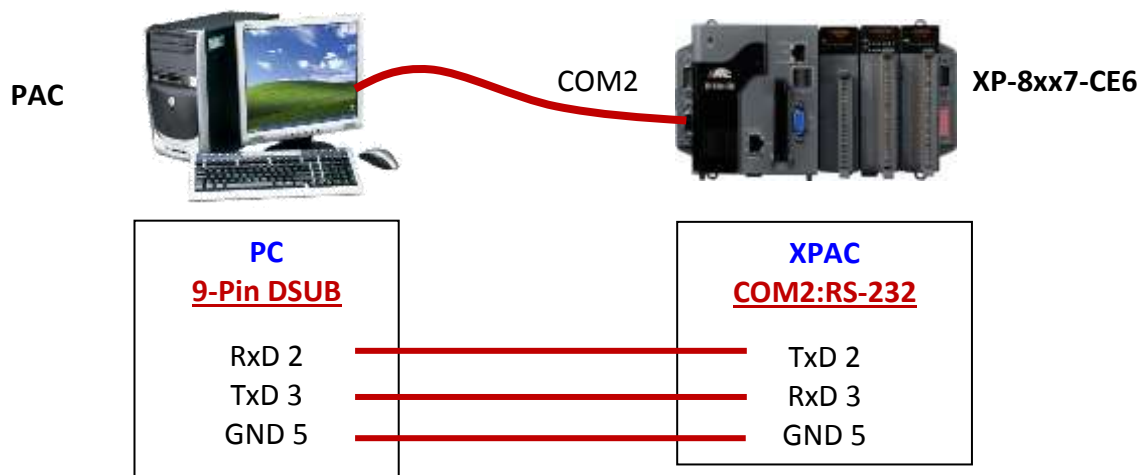 PAC
COM2
XP-8xx7-CE6
PC
9-Pin DSUB
RxD 2
TxD 3
GND 5
XPAC
COM2:RS-232
TxD 2
RxD 3
GND 5